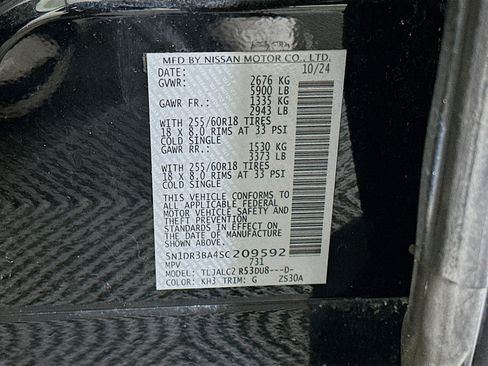 MFD BY NISSAN MOTOR CO., LTD.
DATE: 10/24
GVWR: 2676 KG
5900 LB
GAWR FR.: 1335 KG
2943 LB
WITH 255/60R18 TIRES
18 x 8.0 RIMS AT 33 PSI
COLD SINGLE
GAWR RR.: 1530 KG
3373 LB
WITH 255/60R18 TIRES
18 x 8.0 RIMS AT 33 PSI
COLD SINGLE
THIS VEHICLE CONFORMS TO
ALL APPLICABLE FEDERAL
MOTOR VEHICLE SAFETY AND
THEFT PREVENTION
STANDARDS IN EFFECT ON
THE DATE OF MANUFACTURE
SHOWN ABOVE.
5N1DR3BA4SC209592
MPV 731
MODEL: TLJALC2 R53DU8---D-
COLOR: KH3 TRIM: G ZS30A